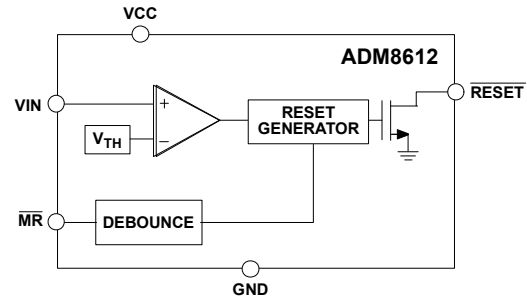 VCC
ADM8612
VIN
+
RESET
RESET
GENERATOR
VTH
−
MR
DEBOUNCE
GND